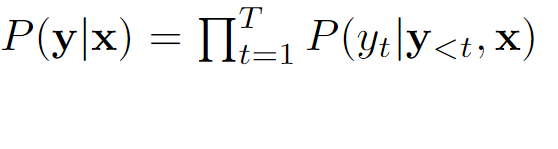 P(𝐲|𝐱) = ∏_{t=1}^{T} P(y_t|𝐲_{<t}, 𝐱)